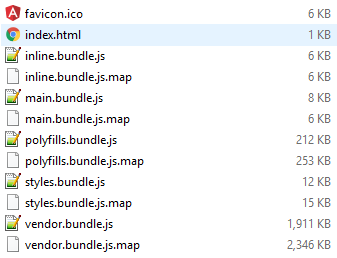 favicon.ico 6 KB
index.html 1 KB
inline.bundle.js 6 KB
inline.bundle.js.map 6 KB
main.bundle.js 8 KB
main.bundle.js.map 6 KB
polyfills.bundle.js 212 KB
polyfills.bundle.js.map 253 KB
styles.bundle.js 12 KB
styles.bundle.js.map 15 KB
vendor.bundle.js 1,911 KB
vendor.bundle.js.map 2,346 KB